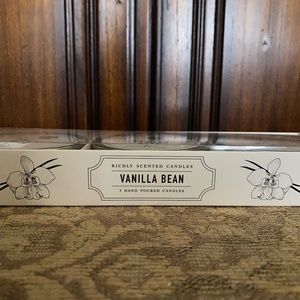 RICHLY SCENTED CANDLES
VANILLA BEAN
3 HAND POURED CANDLES